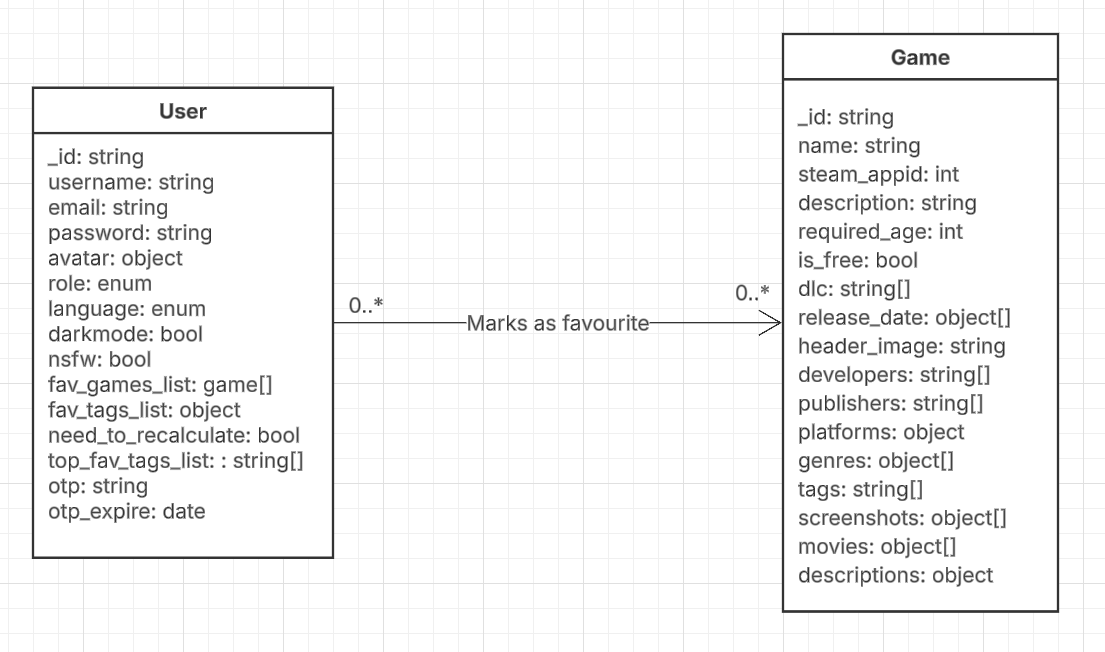 User
_id: string
username: string
email: string
password: string
avatar: object
role: enum
language: enum
darkmode: bool
nsfw: bool
fav_games_list: game[]
fav_tags_list: object
need_to_recalculate: bool
top_fav_tags_list: : string[]
otp: string
otp_expire: date
0..*
Marks as favourite
0..*
Game
_id: string
name: string
steam_appid: int
description: string
required_age: int
is_free: bool
dlc: string[]
release_date: object[]
header_image: string
developers: string[]
publishers: string[]
platforms: object
genres: object[]
tags: string[]
screenshots: object[]
movies: object[]
descriptions: object